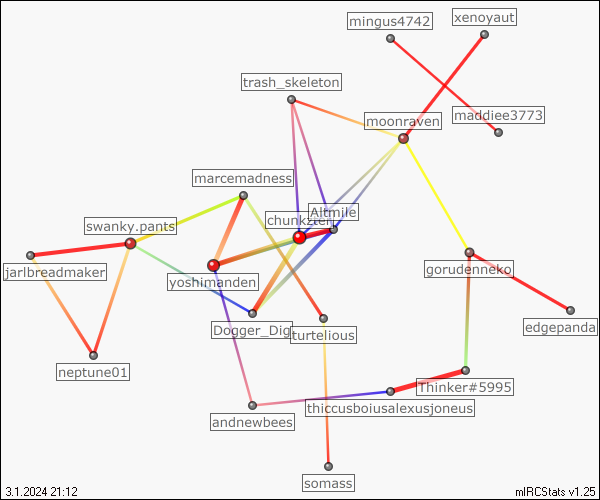 mingus4742
xenoyaut
trash_skeleton
moonraven
maddiee3773
marcemadness
Altmile
swanky.pants
jarlbreadmaker
gorudenneko
yoshimanden
Dogger_Dig
turtelious
edgepanda
neptune01
Thinker#5995
thiccusboiusalexusjoneus
andnewbees
somass
3.1.2024 21:12
mIRCStats v1.25